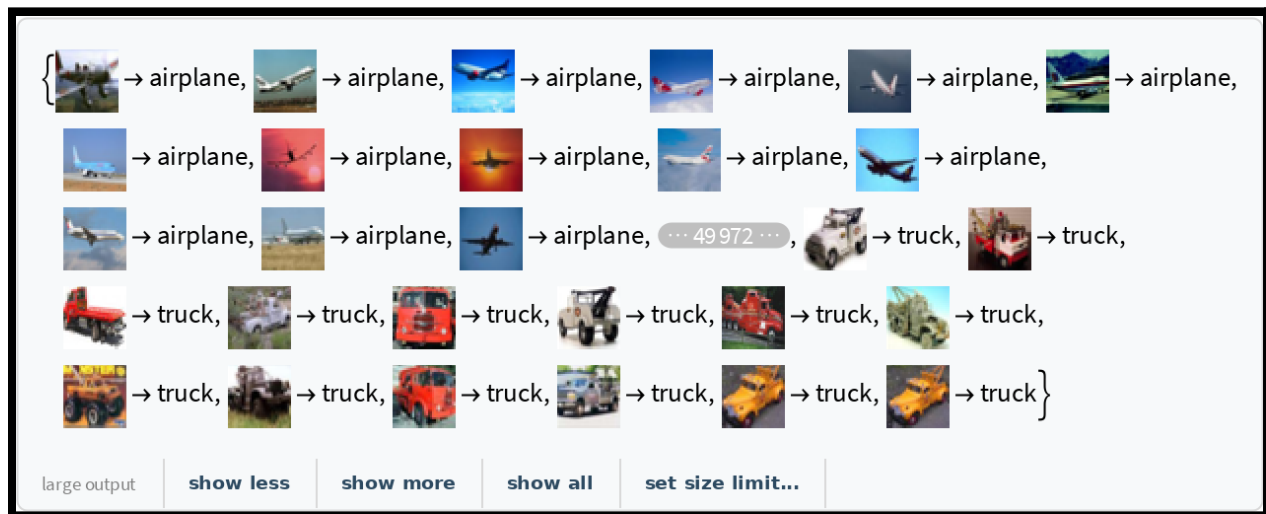 { → airplane, → airplane, → airplane, → airplane, → airplane, → airplane,
→ airplane, → airplane, → airplane, → airplane, → airplane,
→ airplane, → airplane, → airplane, ··· 49 972 ··· , → truck, → truck,
→ truck, → truck, → truck, → truck, → truck, → truck,
→ truck, → truck, → truck, → truck, → truck, → truck}
large output show less show more show all set size limit...